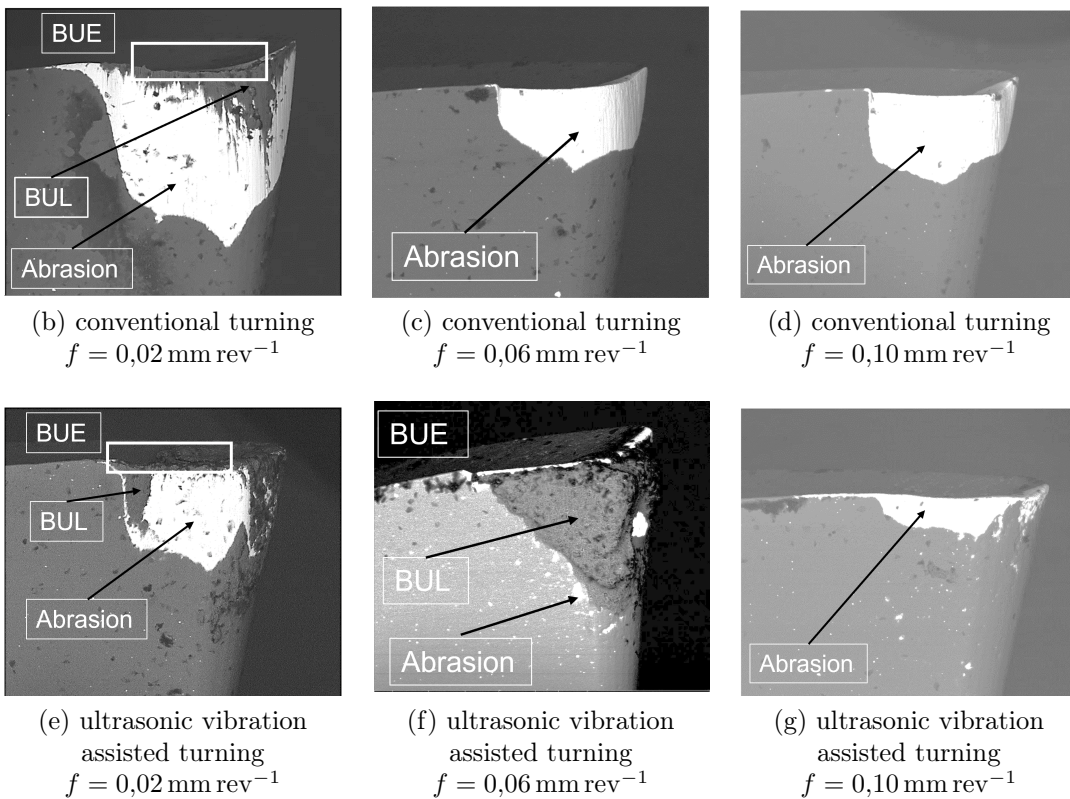 BUE
BUL
Abrasion
Abrasion
Abrasion
(b) conventional turning
f = 0,02 mm rev⁻¹
(c) conventional turning
f = 0,06 mm rev⁻¹
(d) conventional turning
f = 0,10 mm rev⁻¹
BUE
BUL
Abrasion
BUE
BUL
Abrasion
Abrasion
(e) ultrasonic vibration
assisted turning
f = 0,02 mm rev⁻¹
(f) ultrasonic vibration
assisted turning
f = 0,06 mm rev⁻¹
(g) ultrasonic vibration
assisted turning
f = 0,10 mm rev⁻¹